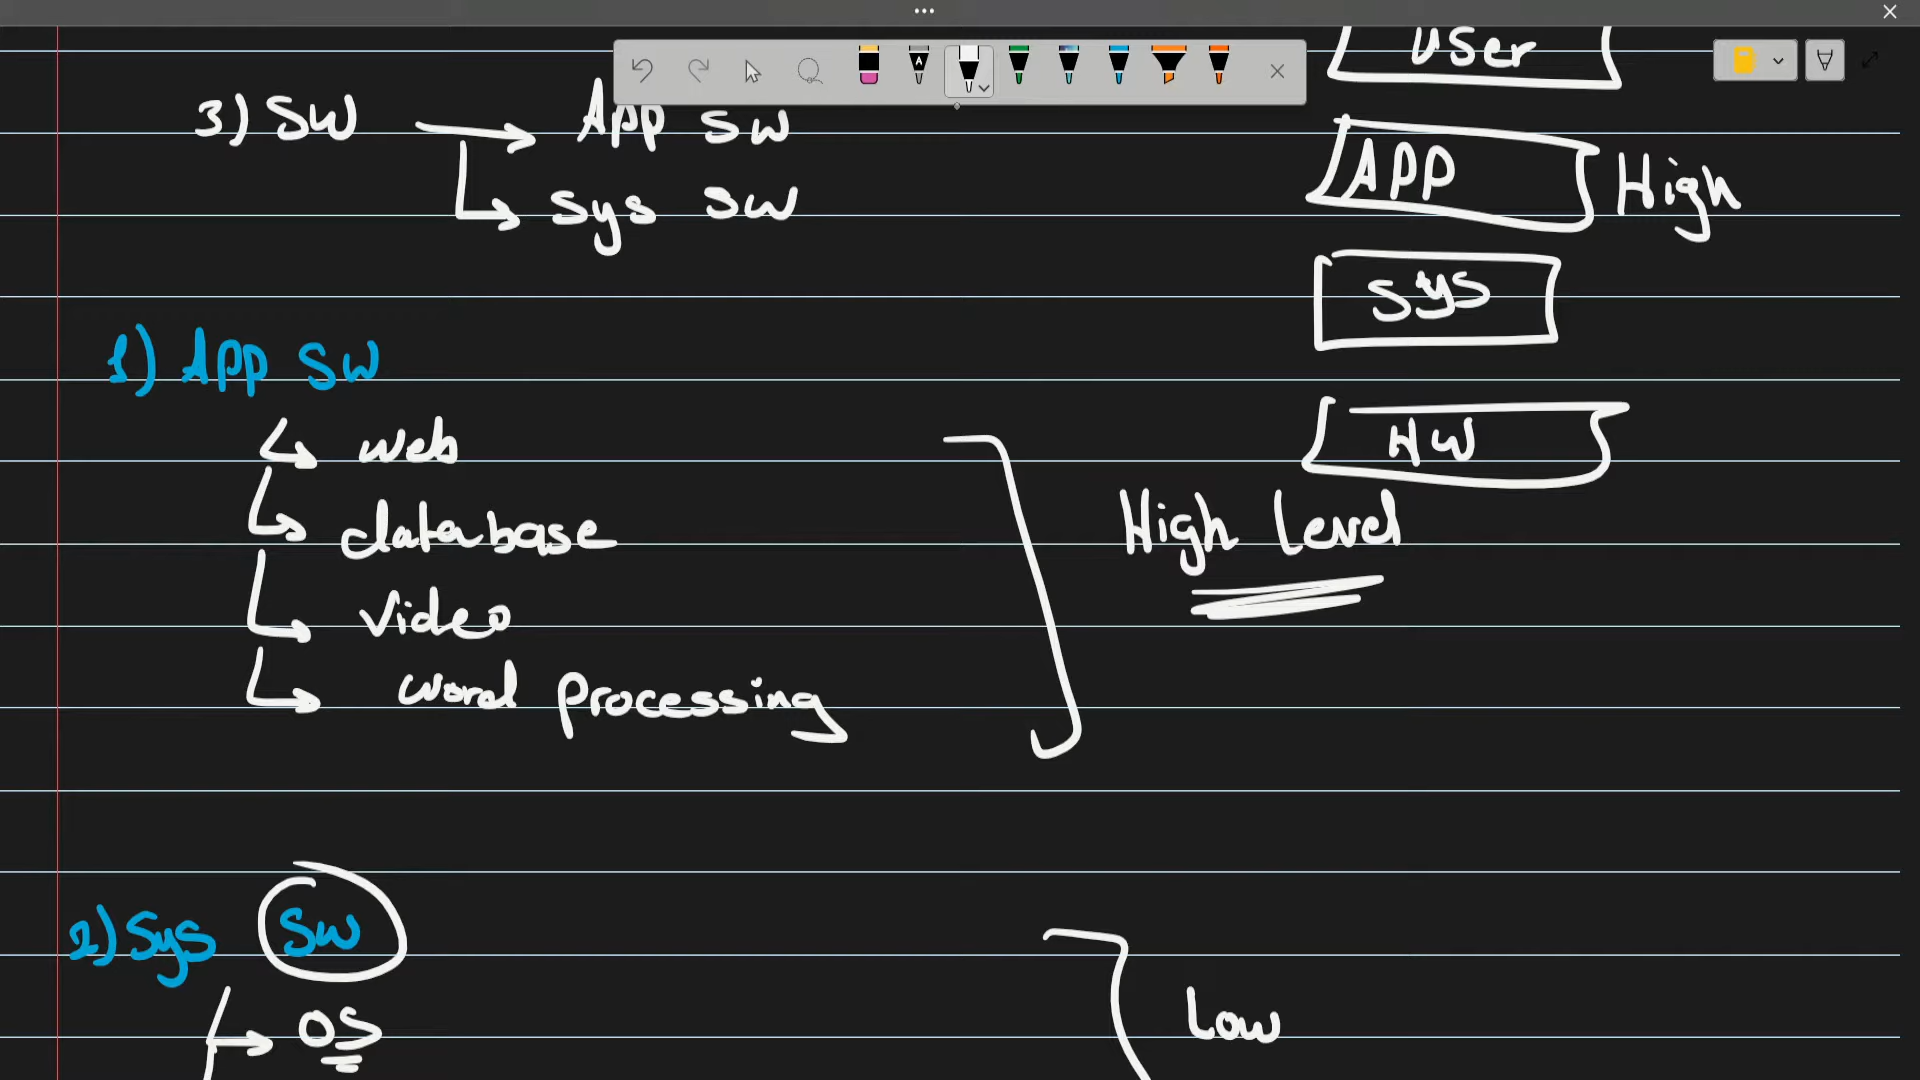 User
3) SW → App SW
↳ sys SW
APP High
sys
HW
1) App SW
↳ web
↳ database
↳ Video
↳ word processing
High Level
2) Sys SW
↳ OS
Low